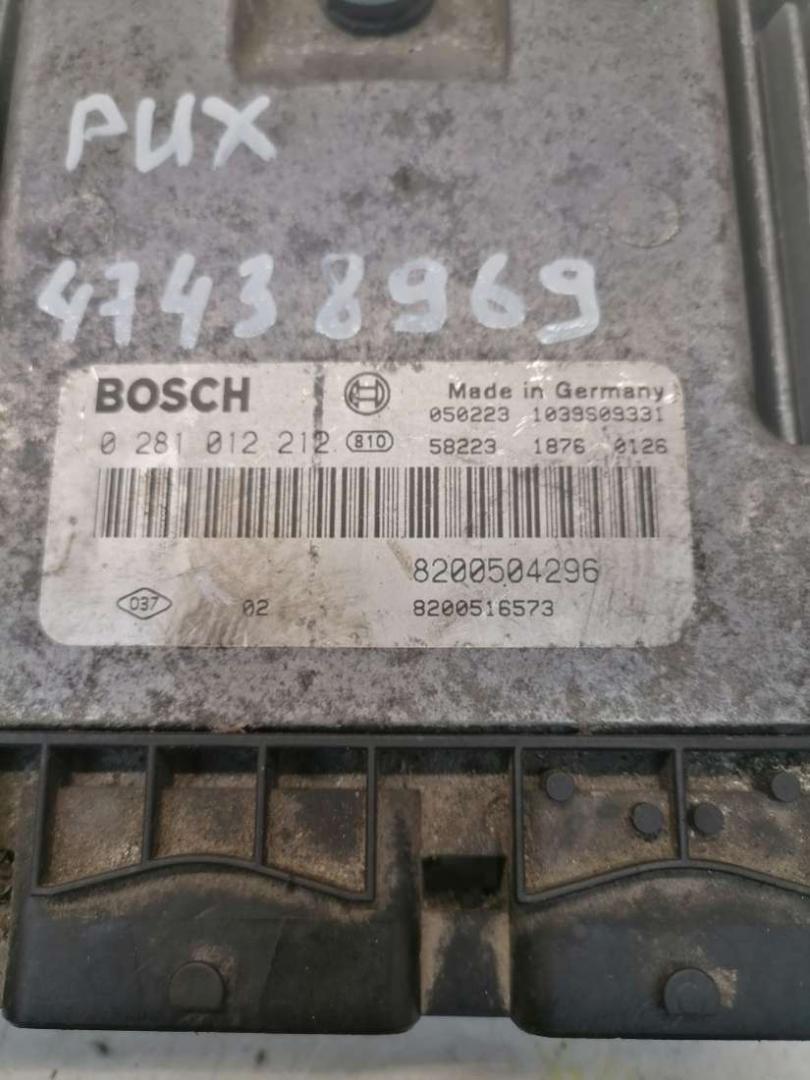 PUX
47438969
BOSCH
Made in Germany
050223 1039S09331
0 281 012 212 810
58223 1876 0126
8200504296
037 02 8200516573